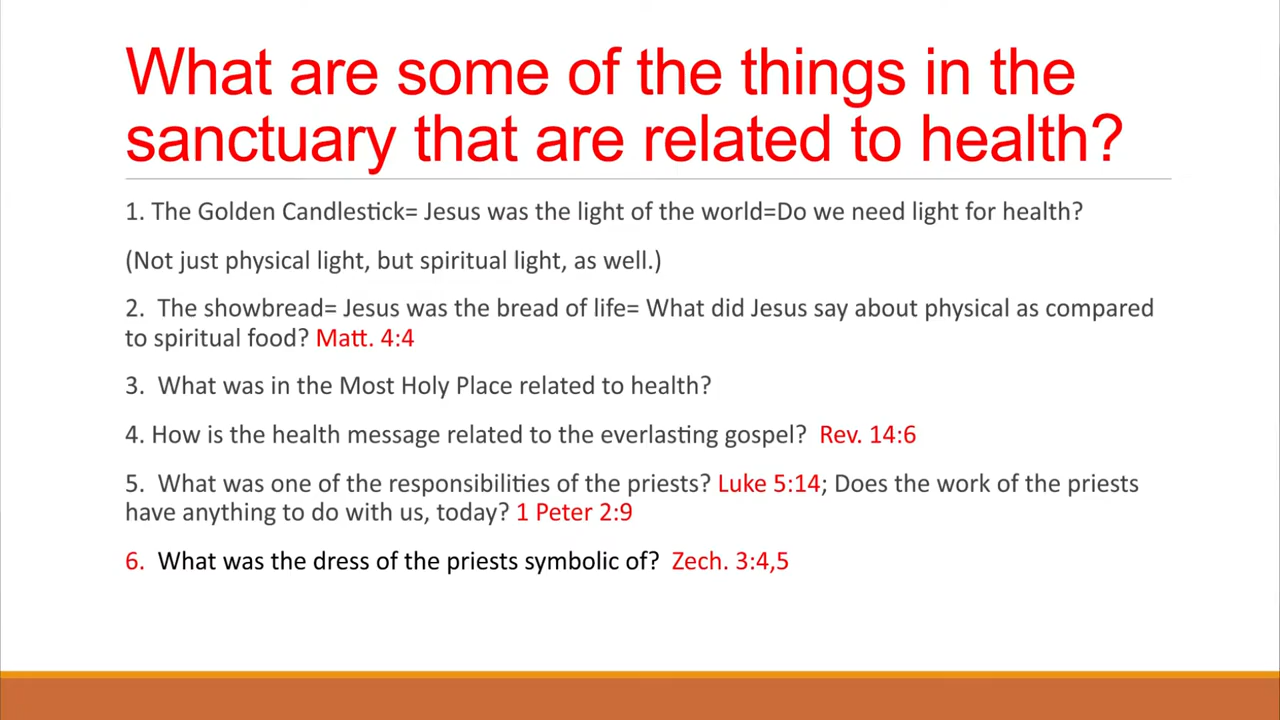 What are some of the things in the
sanctuary that are related to health?
1. The Golden Candlestick= Jesus was the light of the world=Do we need light for health?
(Not just physical light, but spiritual light, as well.)
2.  The showbread= Jesus was the bread of life= What did Jesus say about physical as compared
to spiritual food? Matt. 4:4
3.  What was in the Most Holy Place related to health?
4. How is the health message related to the everlasting gospel?  Rev. 14:6
5.  What was one of the responsibilities of the priests? Luke 5:14; Does the work of the priests
have anything to do with us, today? 1 Peter 2:9
6.  What was the dress of the priests symbolic of?  Zech. 3:4,5